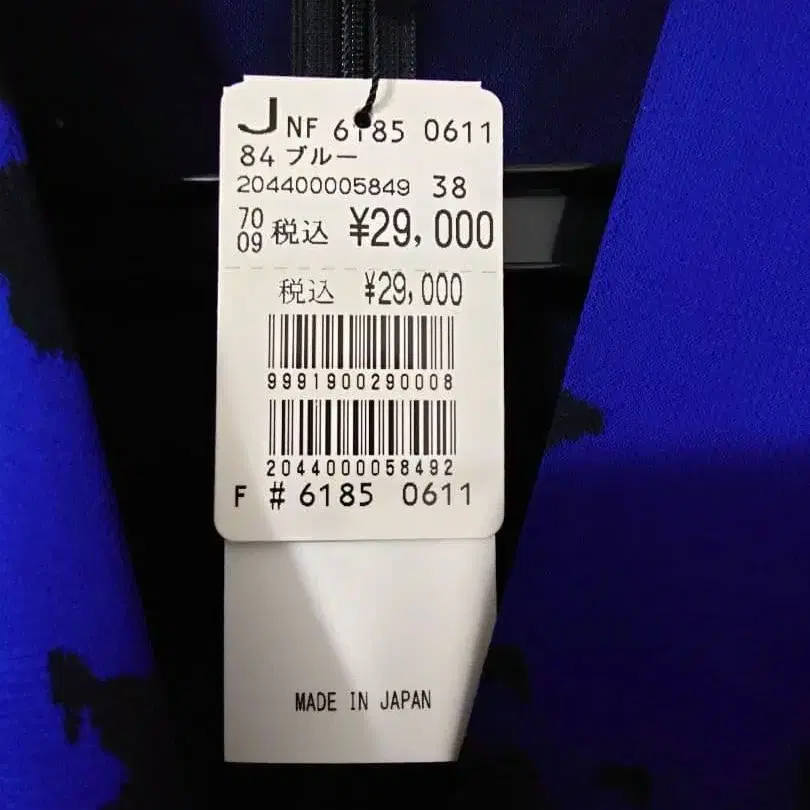 J NF 6185 0611
84 ブルー
204400005849 38
70
09 税込 ¥29,000
税込 ¥29,000
9991900290008
2044000058492
F # 6185 0611
MADE IN JAPAN